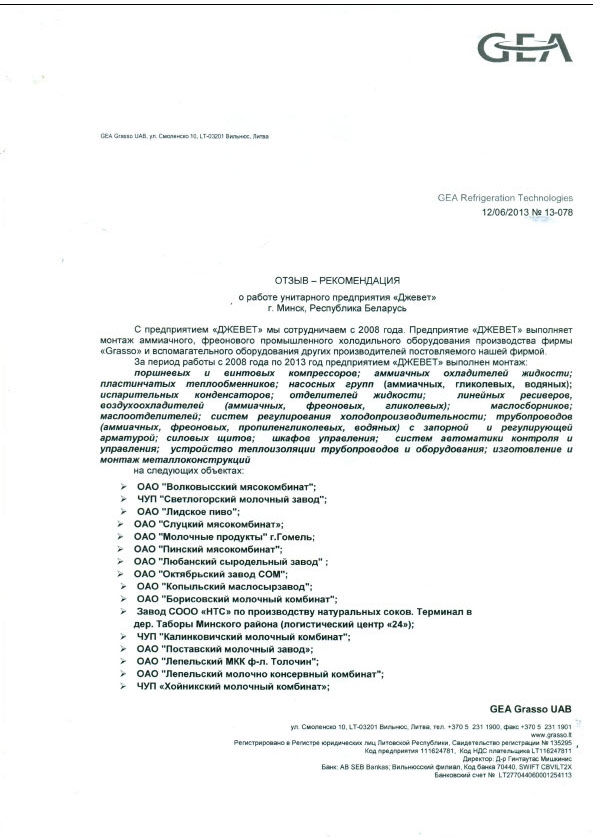 GEA
GEA Grasso UAB, ул. Смоленско 10, LT-03201 Вильнюс, Литва
GEA Refrigeration Technologies
12/06/2013 № 13-078
ОТЗЫВ – РЕКОМЕНДАЦИЯ
о работе унитарного предприятия «Джевет»
г. Минск, Республика Беларусь
С предприятием «ДЖЕВЕТ» мы сотрудничаем с 2008 года. Предприятие «ДЖЕВЕТ» выполняет
монтаж аммиачного, фреонового промышленного холодильного оборудования производства фирмы
«Grasso» и вспомагательного оборудования других производителей постовляемого нашей фирмой.
За период работы с 2008 года по 2013 год предприятием «ДЖЕВЕТ» выполнен монтаж:
поршневых и винтовых компрессоров; аммиачных охладителей жидкости;
пластинчатых теплообменников; насосных групп (аммиачных, гликолевых, водяных);
испарительных конденсаторов; отделителей жидкости; линейных ресиверов,
воздухоохладителей (аммиачных, фреоновых, гликолевых); маслосборников;
маслоотделителей; систем регулирования холодопроизводительности; трубопроводов
(аммиачных, фреоновых, пропиленгликолевых, водяных) с запорной и регулирующей
арматурой; силовых щитов; шкафов управления; систем автоматики контроля и
управления; устройство теплоизоляции трубопроводов и оборудования; изготовление и
монтаж металлоконструкций
на следующих объектах:
➢ ОАО "Волковысский мясокомбинат";
➢ ЧУП "Светлогорский молочный завод";
➢ ОАО "Лидское пиво";
➢ ОАО "Слуцкий мясокомбинат»;
➢ ОАО "Молочные продукты" г.Гомель;
➢ ОАО "Пинский мясокомбинат";
➢ ОАО "Любанский сыродельный завод" ;
➢ ОАО "Октябрьский завод СОМ";
➢ ОАО "Копыльский маслосырзавод";
➢ ОАО "Борисовский молочный комбинат";
➢ Завод СООО «НТС» по производству натуральных соков. Терминал в
дер. Таборы Минского района (логистический центр «24»);
➢ ЧУП "Калинковичский молочный комбинат";
➢ ОАО "Поставский молочный завод»;
➢ ОАО "Лепельский МКК ф-л. Толочин";
➢ ОАО "Лепельский молочно консервный комбинат";
➢ ЧУП «Хойникский молочный комбинат»;
GEA Grasso UAB
ул. Смоленско 10, LT-03201 Вильнюс, Литва, тел. +370 5 231 1900, факс +370 5 231 1901
www.grasso.lt
Регистрировано в Регистре юридических лиц Литовской Республики, Свидетельство регистрации № 135295
Код предприятия 111624781, Код НДС плательщика LT116247811
Директор: Д-р Гинтаутас Мишкинис
Банк: AB SEB Bankas; Вильнюсский филиал, Код банка 70440, SWIFT CBVILT2X
Банковский счет № LT277044060001254113